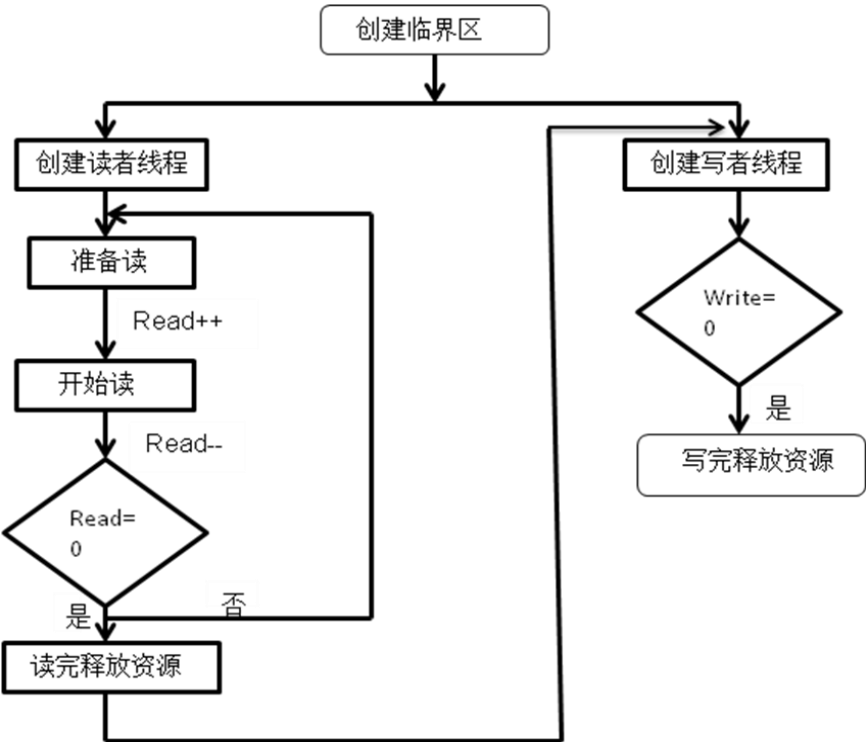 创建临界区
创建读者线程
创建写者线程
准备读
Read++
Write=
0
开始读
是
Read--
写完释放资源
Read=
0
是
否
读完释放资源